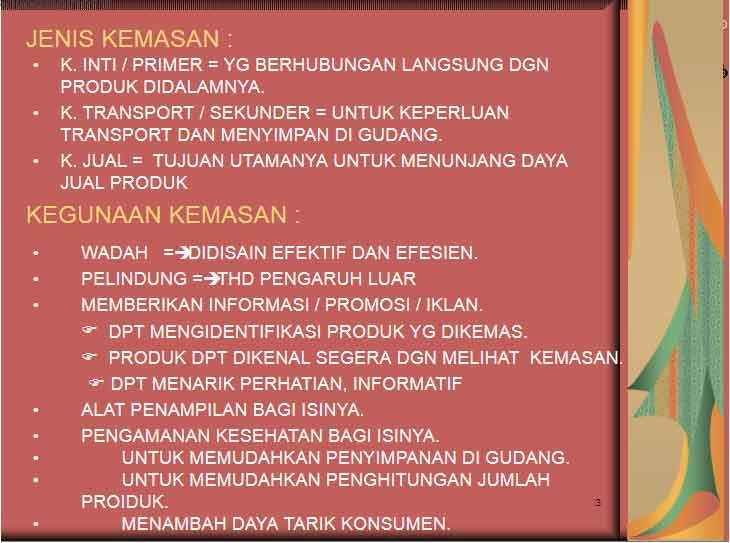 JENIS KEMASAN :
• K. INTI / PRIMER = YG BERHUBUNGAN LANGSUNG DGN
PRODUK DIDALAMNYA.
• K. TRANSPORT / SEKUNDER = UNTUK KEPERLUAN
TRANSPORT DAN MENYIMPAN DI GUDANG.
• K. JUAL = TUJUAN UTAMANYA UNTUK MENUNJANG DAYA
JUAL PRODUK
KEGUNAAN KEMASAN :
• WADAH =➔DIDISAIN EFEKTIF DAN EFESIEN.
• PELINDUNG =➔THD PENGARUH LUAR
• MEMBERIKAN INFORMASI / PROMOSI / IKLAN.
☞ DPT MENGIDENTIFIKASI PRODUK YG DIKEMAS.
☞ PRODUK DPT DIKENAL SEGERA DGN MELIHAT KEMASAN.
☞ DPT MENARIK PERHATIAN, INFORMATIF
• ALAT PENAMPILAN BAGI ISINYA.
• PENGAMANAN KESEHATAN BAGI ISINYA.
• UNTUK MEMUDAHKAN PENYIMPANAN DI GUDANG.
• UNTUK MEMUDAHKAN PENGHITUNGAN JUMLAH
PROIDUK.
• MENAMBAH DAYA TARIK KONSUMEN.
3